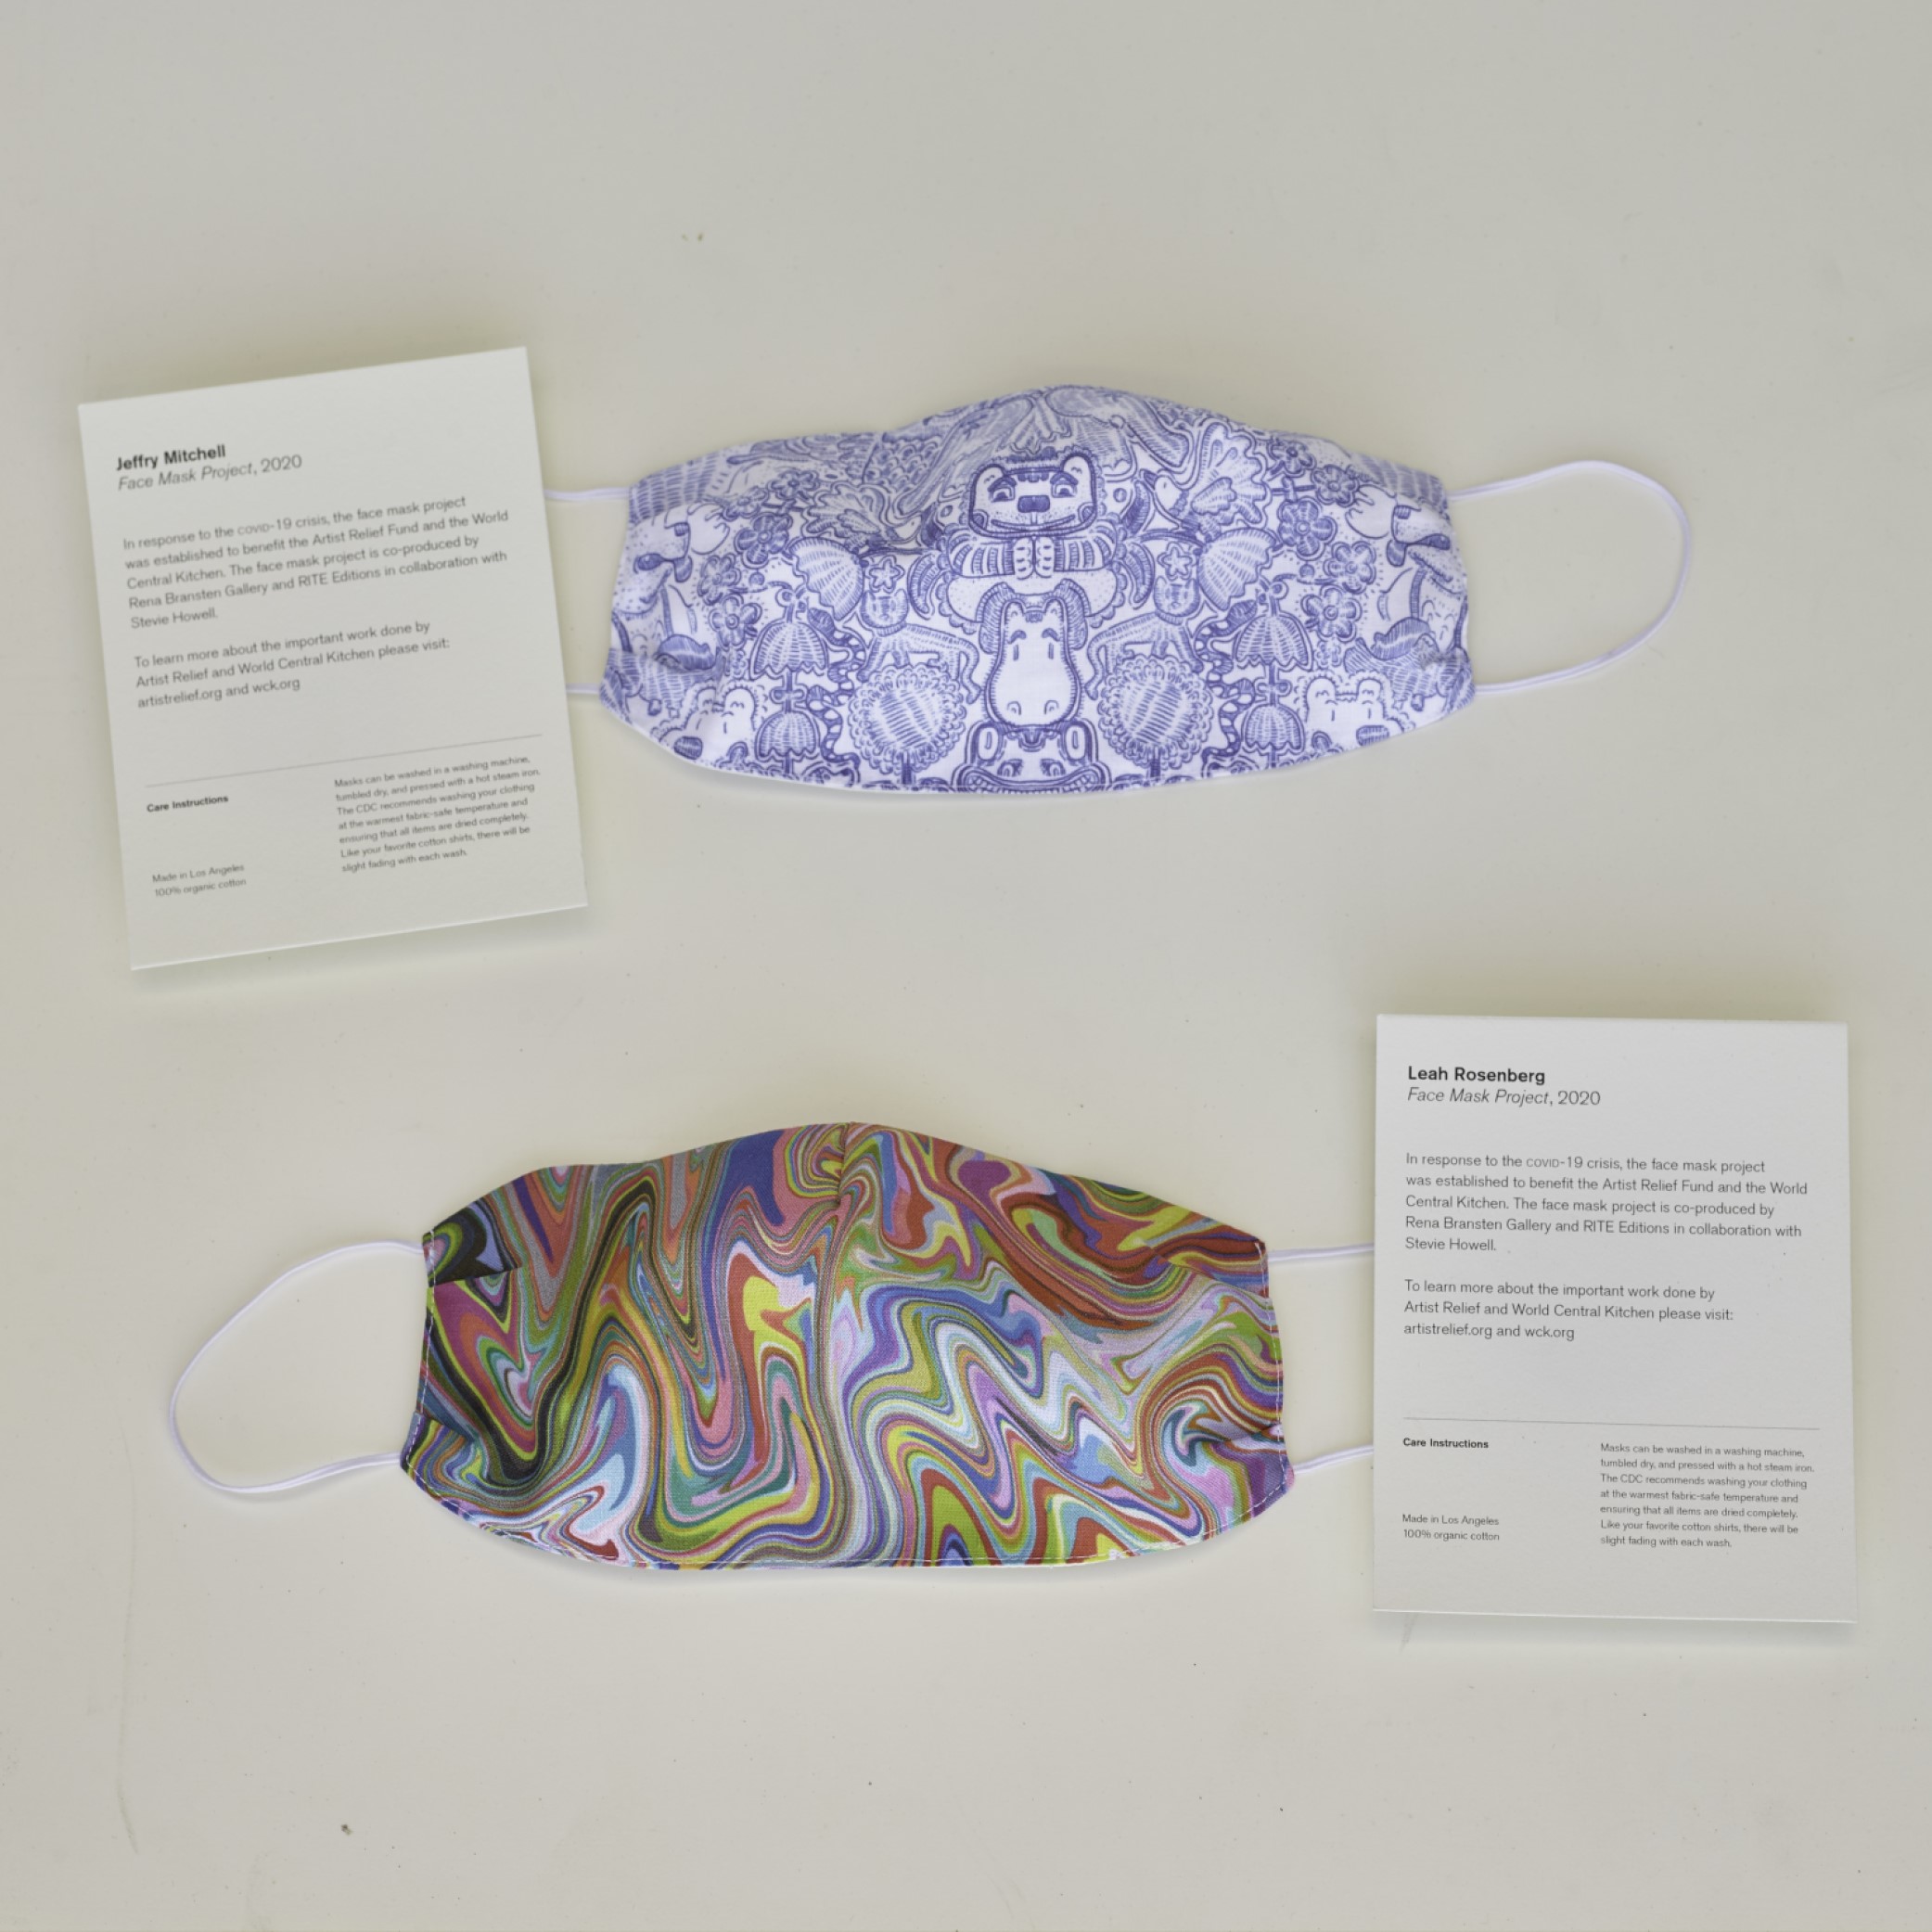 Jeffry Mitchell
Face Mask Project, 2020
In response to the COVID-19 crisis, the face mask project
was established to benefit the Artist Relief Fund and the World
Central Kitchen. The face mask project is co-produced by
Rena Bransten Gallery and RITE Editions in collaboration with
Stevie Howell.
To learn more about the important work done by
Artist Relief and World Central Kitchen please visit:
artistrelief.org and wck.org
Care Instructions
Made in Los Angeles
100% organic cotton
Masks can be washed in a washing machine,
tumbled dry, and pressed with a hot steam iron.
The CDC recommends washing your clothing
at the warmest fabric-safe temperature and
ensuring that all items are dried completely.
Like your favorite cotton shirts, there will be
slight fading with each wash.
Leah Rosenberg
Face Mask Project, 2020
In response to the COVID-19 crisis, the face mask project
was established to benefit the Artist Relief Fund and the World
Central Kitchen. The face mask project is co-produced by
Rena Bransten Gallery and RITE Editions in collaboration with
Stevie Howell.
To learn more about the important work done by
Artist Relief and World Central Kitchen please visit:
artistrelief.org and wck.org
Care Instructions
Made in Los Angeles
100% organic cotton
Masks can be washed in a washing machine,
tumbled dry, and pressed with a hot steam iron.
The CDC recommends washing your clothing
at the warmest fabric-safe temperature and
ensuring that all items are dried completely.
Like your favorite cotton shirts, there will be
slight fading with each wash.